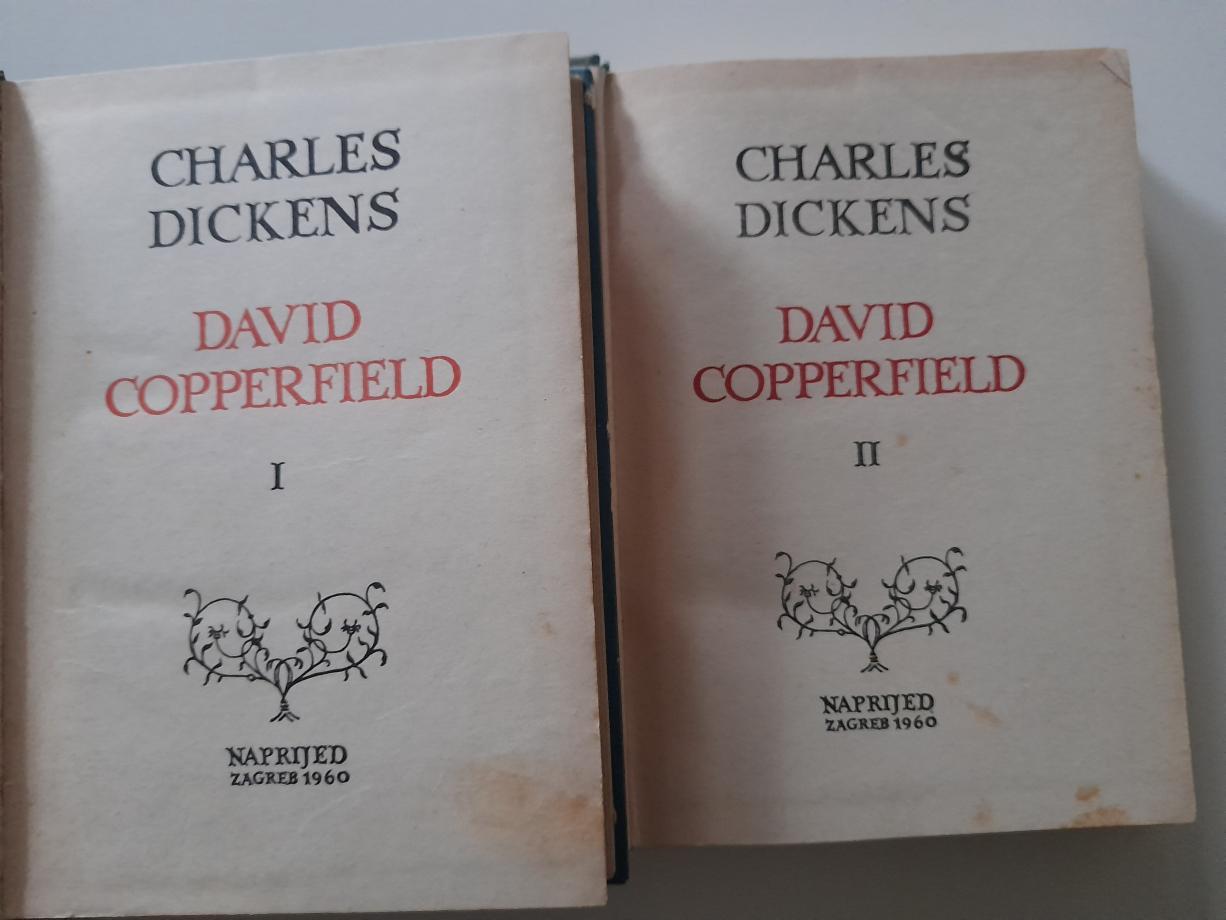 CHARLES
DICKENS
DAVID
COPPERFIELD
I
NAPRIJED
ZAGREB 1960
CHARLES
DICKENS
DAVID
COPPERFIELD
II
NAPRIJED
ZAGREB 1960